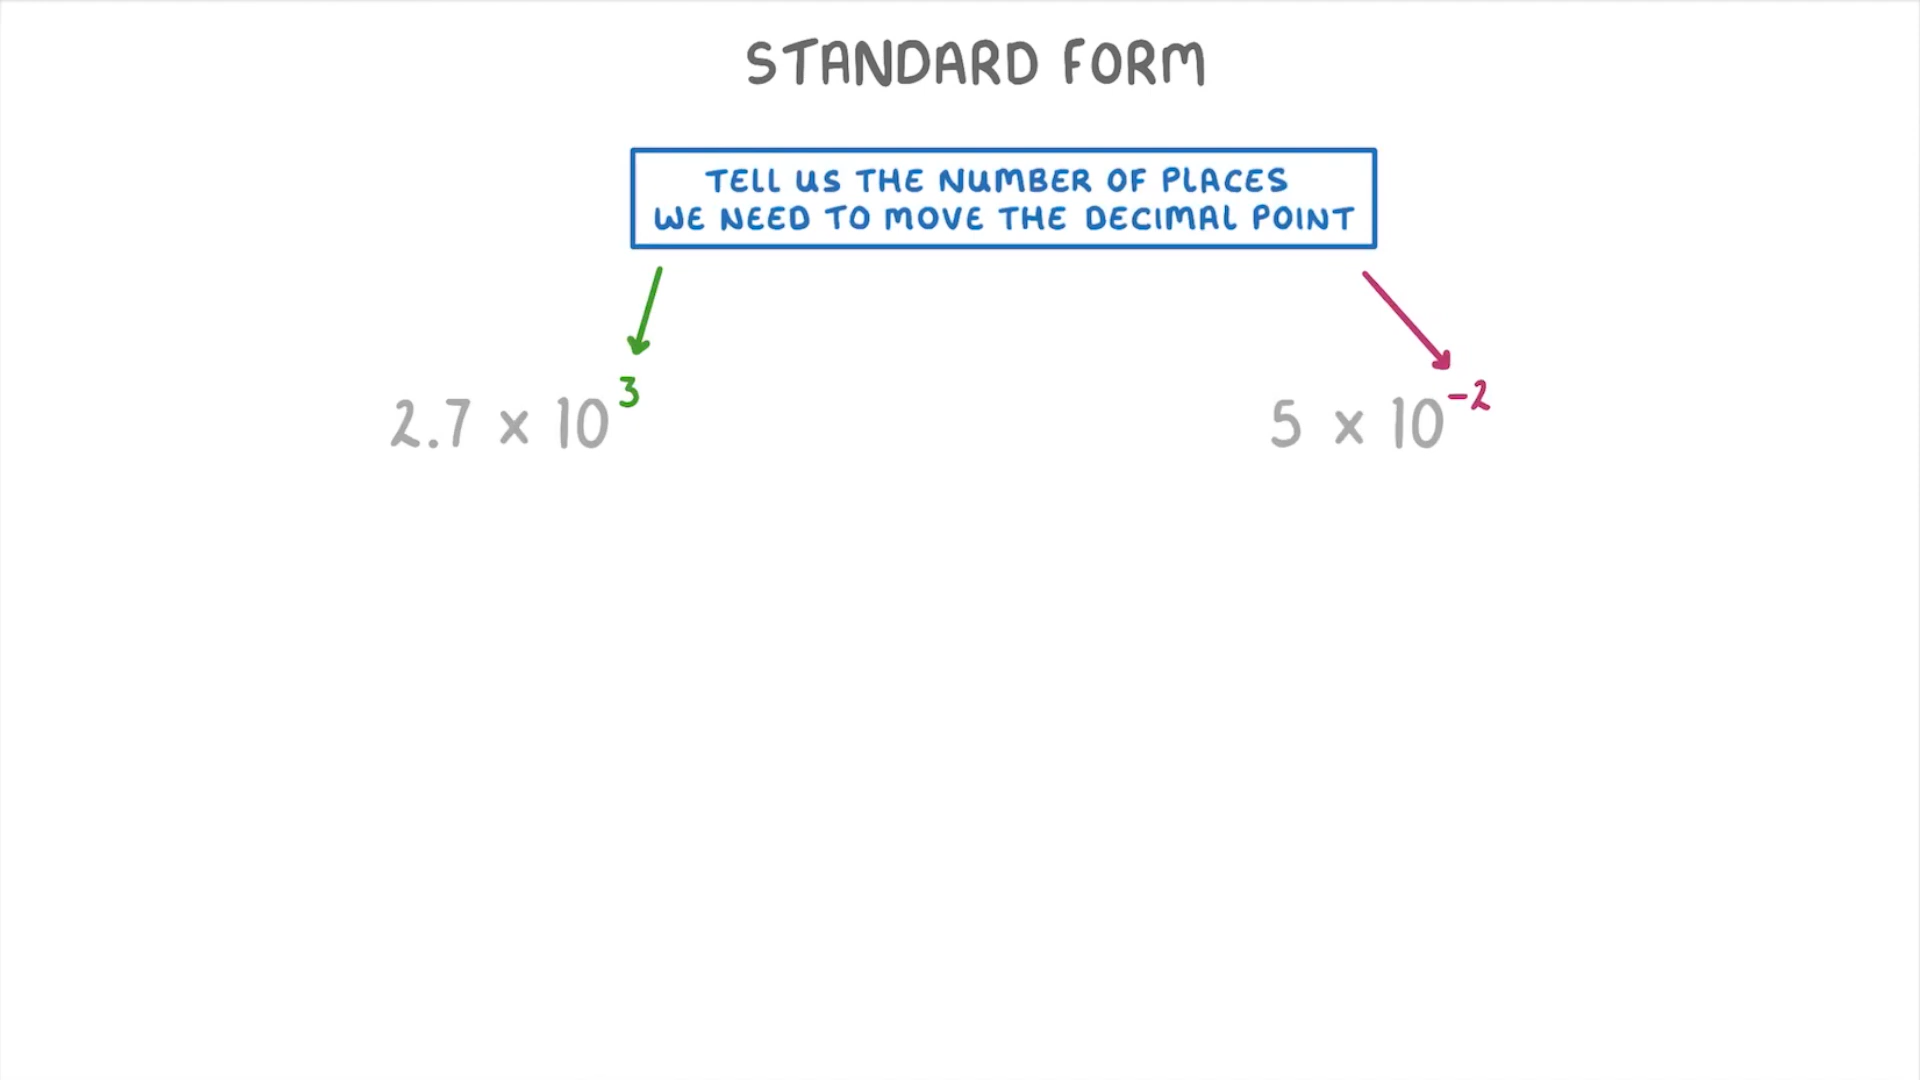 STANDARD FORM
TELL US THE NUMBER OF PLACES
WE NEED TO MOVE THE DECIMAL POINT
2.7 x 10³
5 x 10⁻²